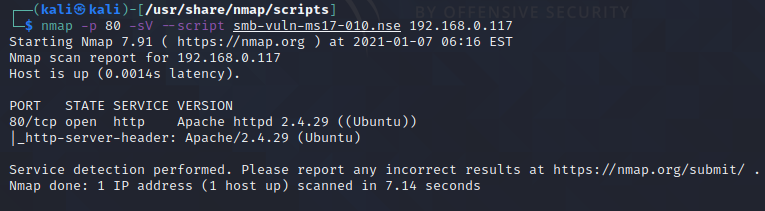 (kali㉿kali)-[/usr/share/nmap/scripts]
BY OFFENSIVE SECURITY
$ nmap -p 80 -sV --script smb-vuln-ms17-010.nse 192.168.0.117
Starting Nmap 7.91 ( https://nmap.org ) at 2021-01-07 06:16 EST
Nmap scan report for 192.168.0.117
Host is up (0.0014s latency).
PORT   STATE SERVICE VERSION
80/tcp open  http    Apache httpd 2.4.29 ((Ubuntu))
|_http-server-header: Apache/2.4.29 (Ubuntu)
Service detection performed. Please report any incorrect results at https://nmap.org/submit/ .
Nmap done: 1 IP address (1 host up) scanned in 7.14 seconds